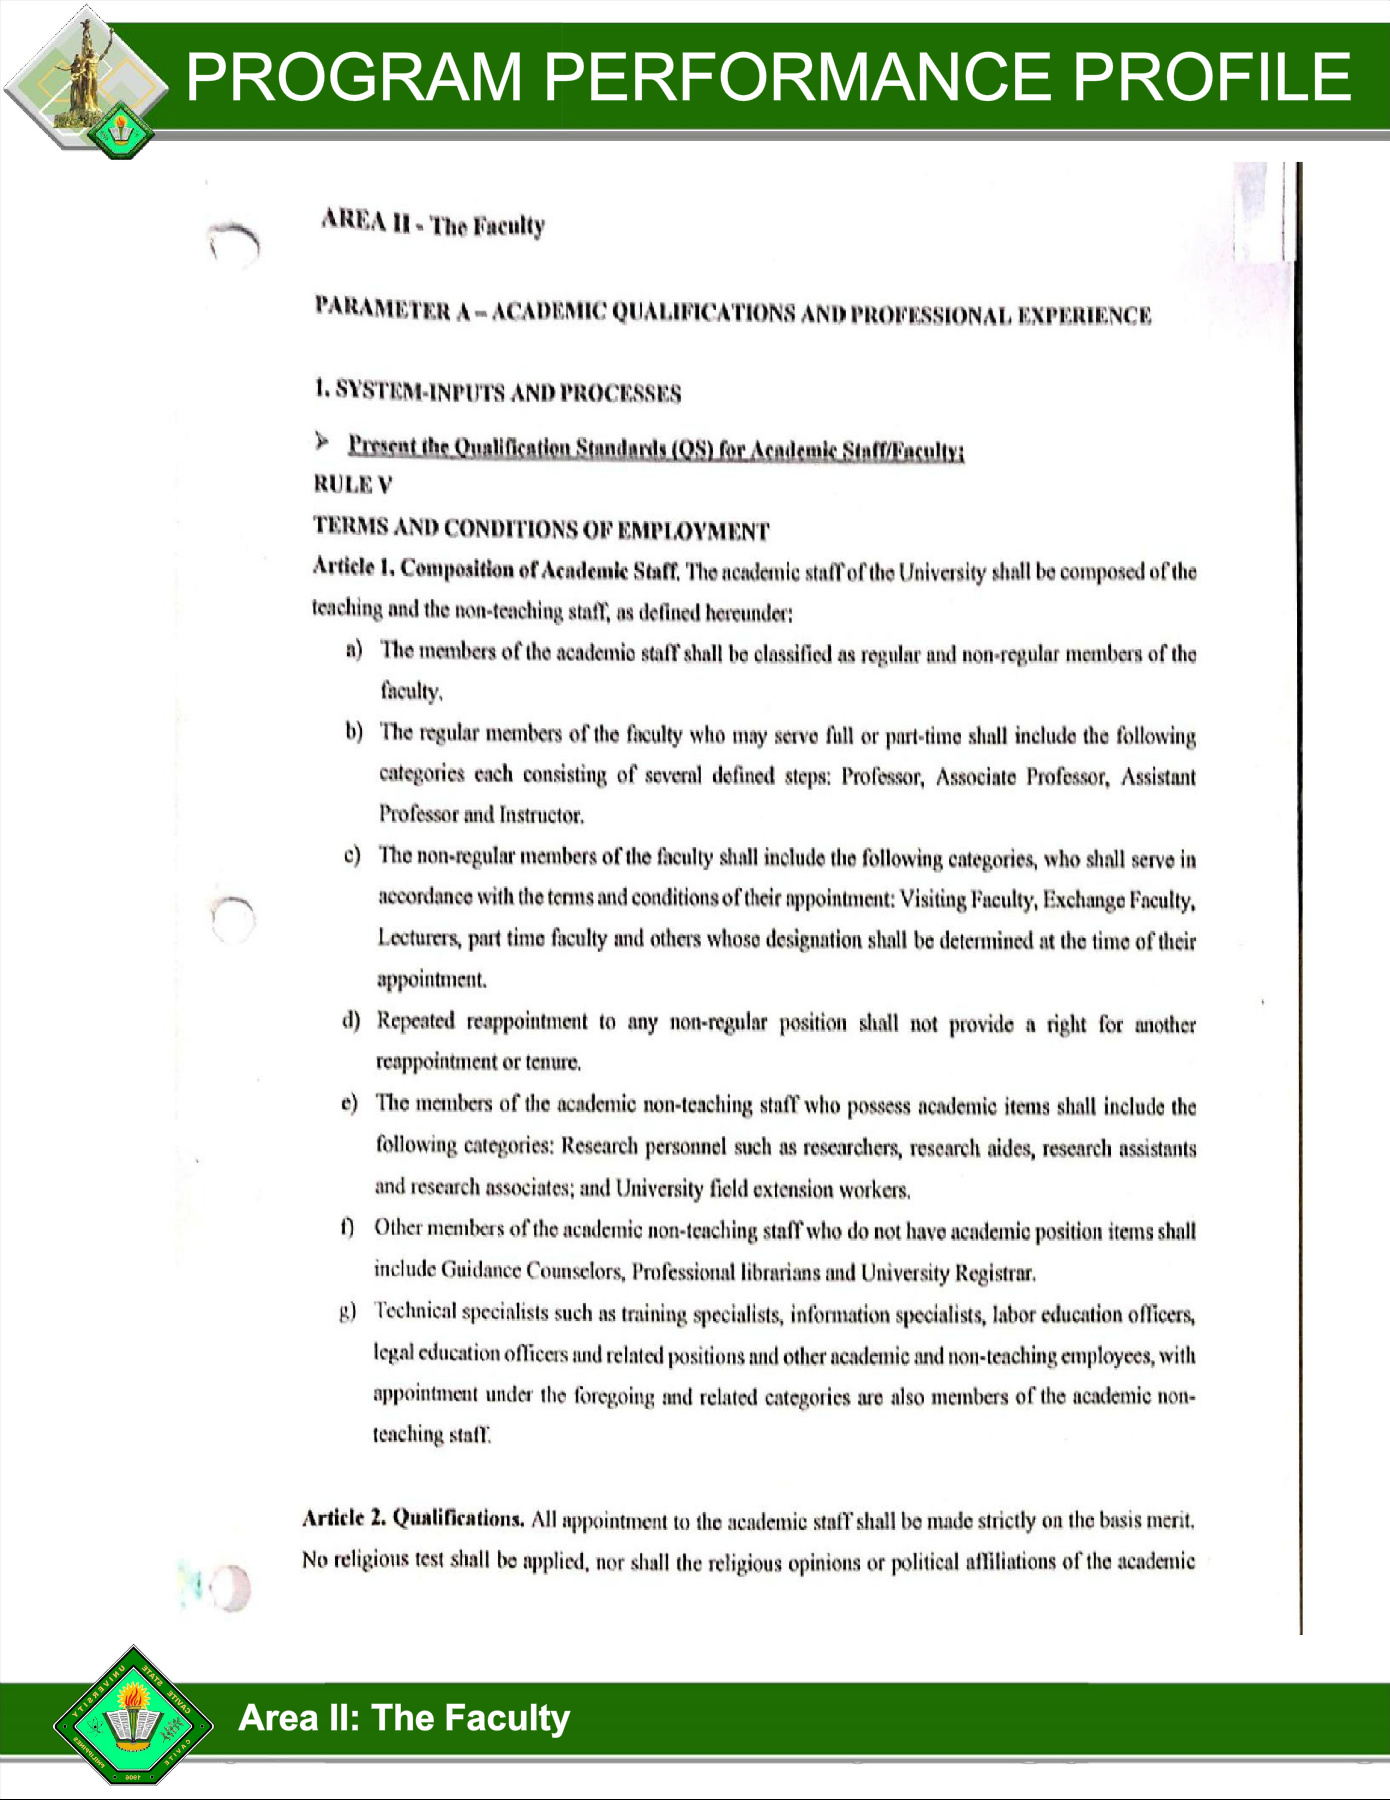 PROGRAM PERFORMANCE PROFILE
AREA II - The Faculty
PARAMETER A – ACADEMIC QUALIFICATIONS AND PROFESSIONAL EXPERIENCE
1. SYSTEM-INPUTS AND PROCESSES
➤ Present the Qualification Standards (QS) for Academic Staff/Faculty:
RULE V
TERMS AND CONDITIONS OF EMPLOYMENT
Article 1. Composition of Academic Staff. The academic staff of the University shall be composed of the
teaching and the non-teaching staff, as defined hereunder:
a) The members of the academic staff shall be classified as regular and non-regular members of the
faculty.
b) The regular members of the faculty who may serve full or part-time shall include the following
categories each consisting of several defined steps: Professor, Associate Professor, Assistant
Professor and Instructor.
c) The non-regular members of the faculty shall include the following categories, who shall serve in
accordance with the terms and conditions of their appointment: Visiting Faculty, Exchange Faculty,
Lecturers, part time faculty and others whose designation shall be determined at the time of their
appointment.
d) Repeated reappointment to any non-regular position shall not provide a right for another
reappointment or tenure.
e) The members of the academic non-teaching staff who possess academic items shall include the
following categories: Research personnel such as researchers, research aides, research assistants
and research associates; and University field extension workers.
f) Other members of the academic non-teaching staff who do not have academic position items shall
include Guidance Counselors, Professional librarians and University Registrar.
g) Technical specialists such as training specialists, information specialists, labor education officers,
legal education officers and related positions and other academic and non-teaching employees, with
appointment under the foregoing and related categories are also members of the academic non-
teaching staff.
Article 2. Qualifications. All appointment to the academic staff shall be made strictly on the basis merit.
No religious test shall be applied, nor shall the religious opinions or political affiliations of the academic
CAVITE STATE UNIVERSITY
CAVITE
PHILIPPINES
1906
Area II: The Faculty